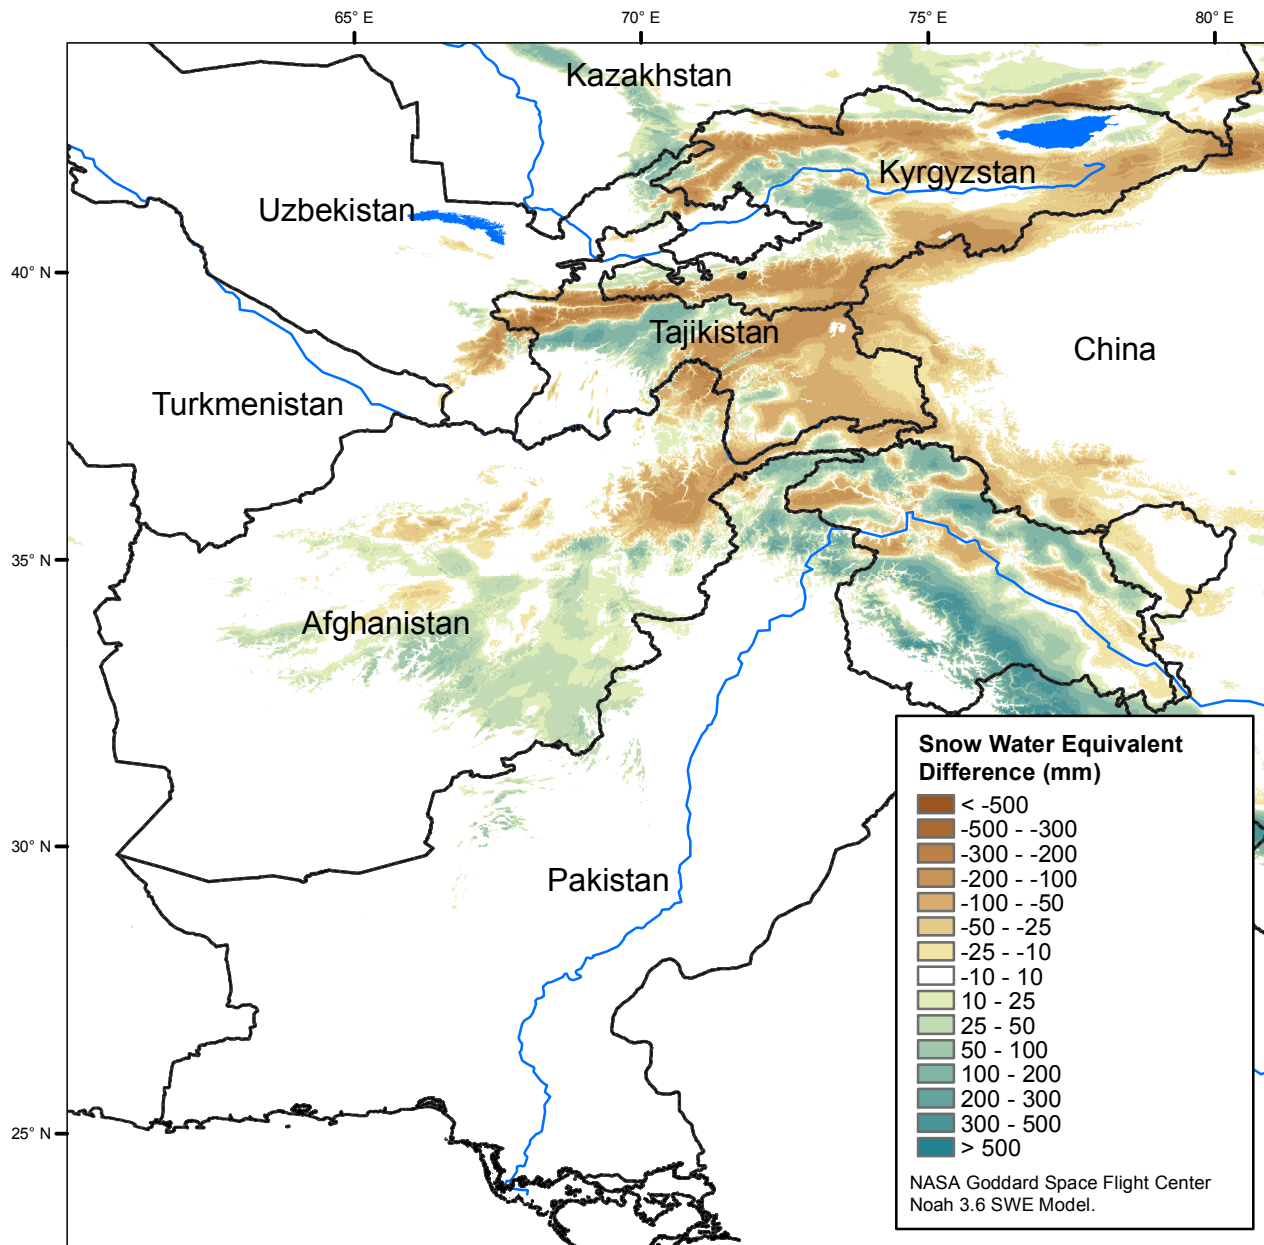 65° E
70° E
75° E
80° E
Kazakhstan
Kyrgyzstan
Uzbekistan
40° N
Tajikistan
China
Turkmenistan
35° N
Afghanistan
30° N
Pakistan
25° N
Snow Water Equivalent
Difference (mm)
< -500
-500 - -300
-300 - -200
-200 - -100
-100 - -50
-50 - -25
-25 - -10
-10 - 10
10 - 25
25 - 50
50 - 100
100 - 200
200 - 300
300 - 500
> 500
NASA Goddard Space Flight Center
Noah 3.6 SWE Model.